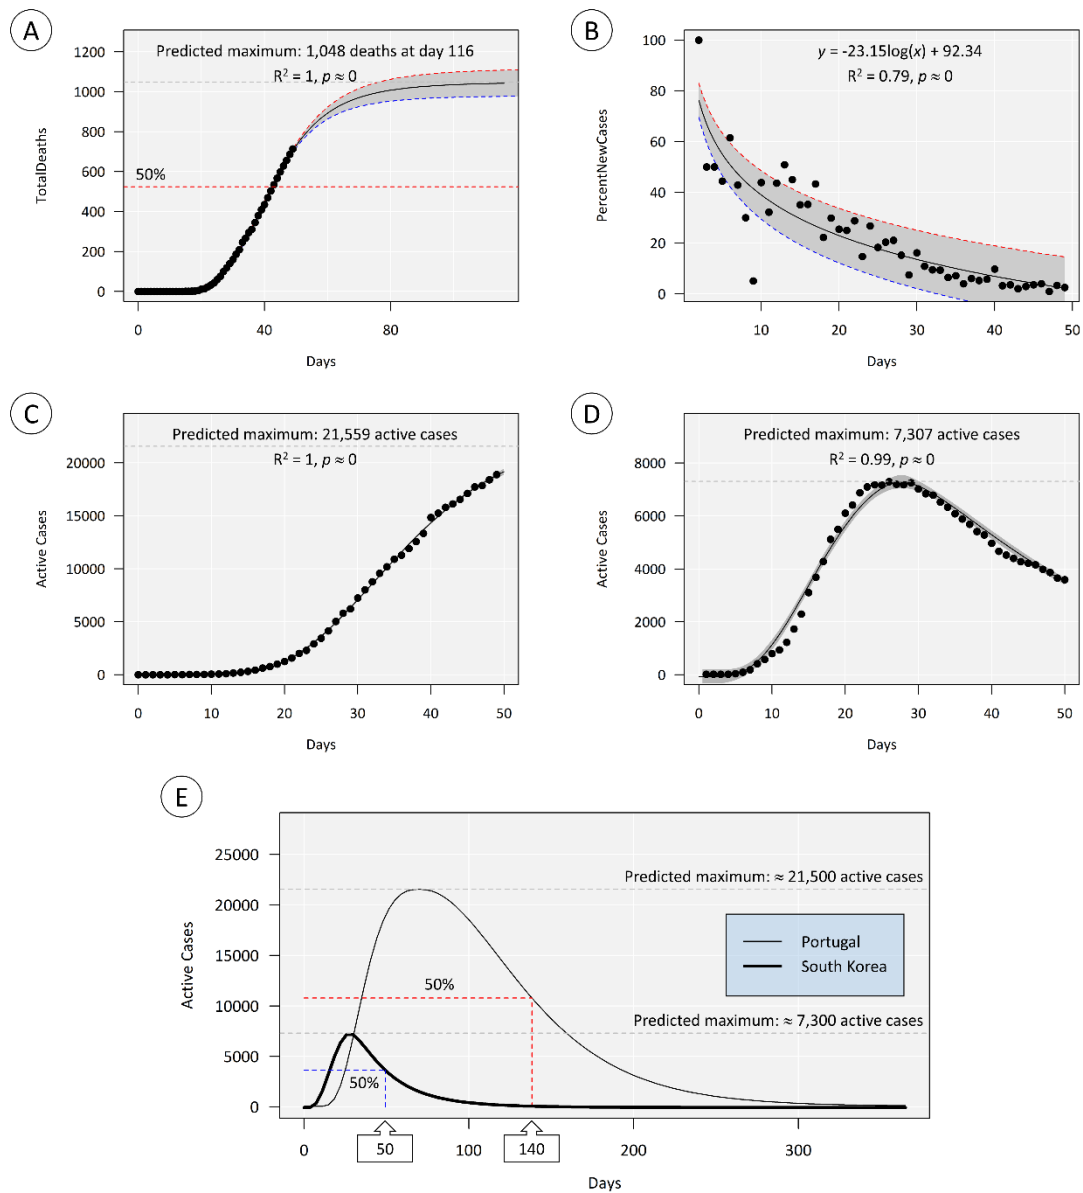 A
Predicted maximum: 1,048 deaths at day 116
R² = 1, p ≈ 0
1200
1000
800
600
400
200
0
50%
TotalDeaths
0
40
80
Days
B
y = -23.15log(x) + 92.34
R² = 0.79, p ≈ 0
100
80
60
40
20
0
PercentNewCases
10
20
30
40
50
Days
C
Predicted maximum: 21,559 active cases
R² = 1, p ≈ 0
20000
15000
10000
5000
0
Active Cases
0
10
20
30
40
50
Days
D
Predicted maximum: 7,307 active cases
R² = 0.99, p ≈ 0
8000
6000
4000
2000
0
Active Cases
0
10
20
30
40
50
Days
E
25000
20000
15000
10000
5000
0
Active Cases
Predicted maximum: ≈ 21,500 active cases
Portugal
South Korea
50%
Predicted maximum: ≈ 7,300 active cases
50%
0
50
100
140
200
300
Days